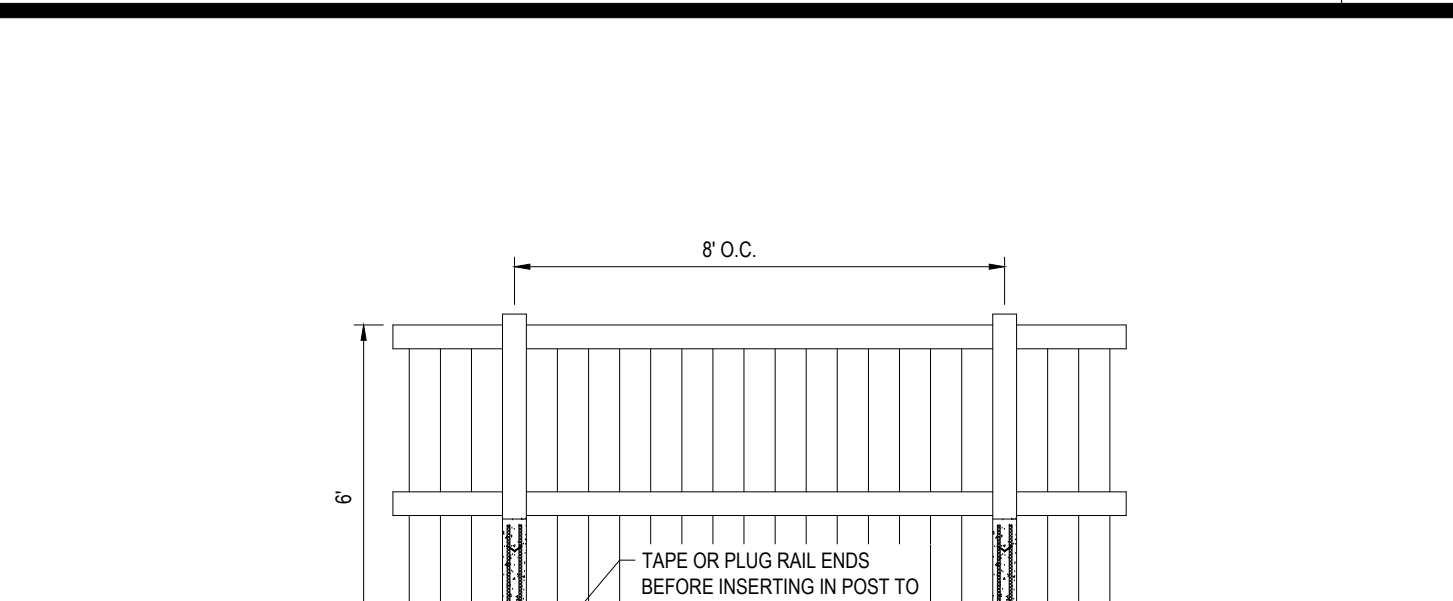 8' O.C.
6'
TAPE OR PLUG RAIL ENDS
BEFORE INSERTING IN POST TO